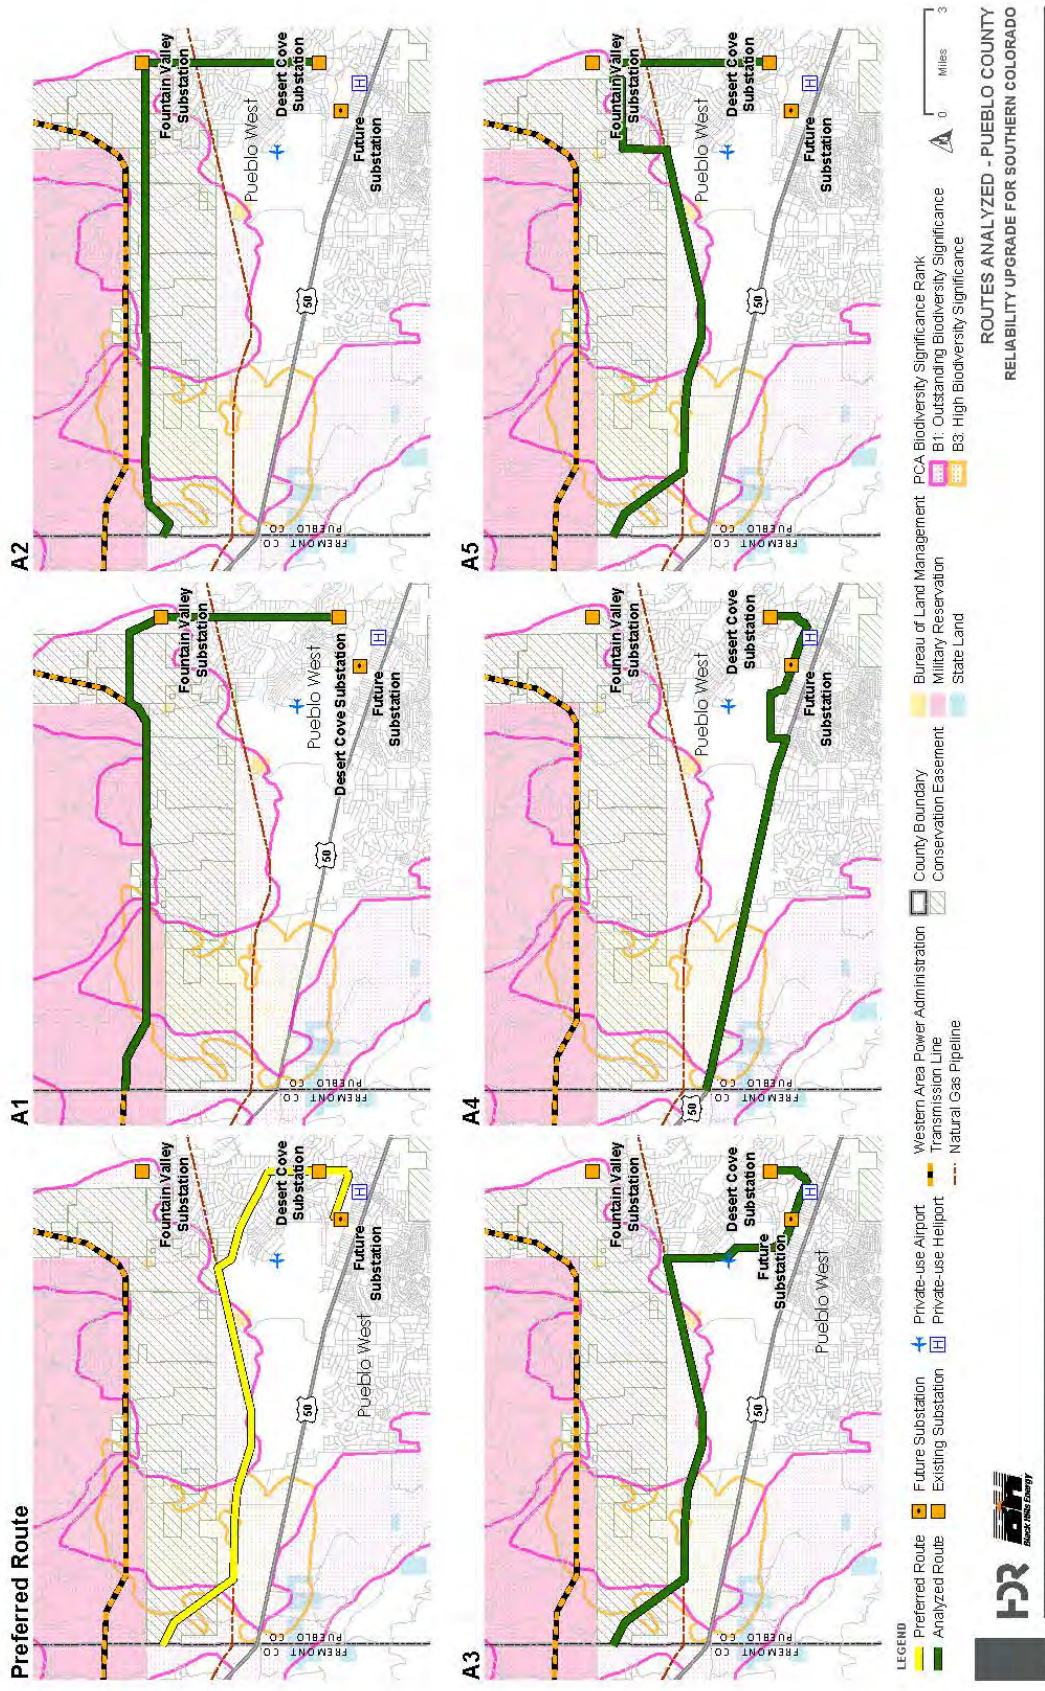 Preferred Route
Fountain Valley
Substation
Desert Cove
Substation
Future
Substation
Pueblo West
50
H
FREMONT CO.
PUEBLO CO.
A1
Fountain Valley
Substation
Pueblo West
Desert Cove Substation
Future
Substation
50
H
FREMONT CO.
PUEBLO CO.
A2
Fountain Valley
Substation
Pueblo West
Desert Cove
Substation
Future
Substation
50
H
FREMONT CO.
PUEBLO CO.
A3
Fountain Valley
Substation
Desert Cove
Substation
Future
Substation
Pueblo West
50
H
FREMONT CO.
PUEBLO CO.
A4
Fountain Valley
Substation
Pueblo West
Desert Cove
Substation
Future
Substation
50
H
FREMONT CO.
PUEBLO CO.
A5
Fountain Valley
Substation
Pueblo West
Desert Cove
Substation
Future
Substation
50
H
FREMONT CO.
PUEBLO CO.
LEGEND
Preferred Route
Analyzed Route
Future Substation
Existing Substation
Private-use Airport
H Private-use Heliport
Western Area Power Administration
Transmission Line
Natural Gas Pipeline
County Boundary
Conservation Easement
Bureau of Land Management
Military Reservation
State Land
PCA Biodiversity Significance Rank
B1: Outstanding Biodiversity Significance
B3: High Biodiversity Significance
0 Miles 3
HDR
Black Hills Energy
ROUTES ANALYZED - PUEBLO COUNTY
RELIABILITY UPGRADE FOR SOUTHERN COLORADO